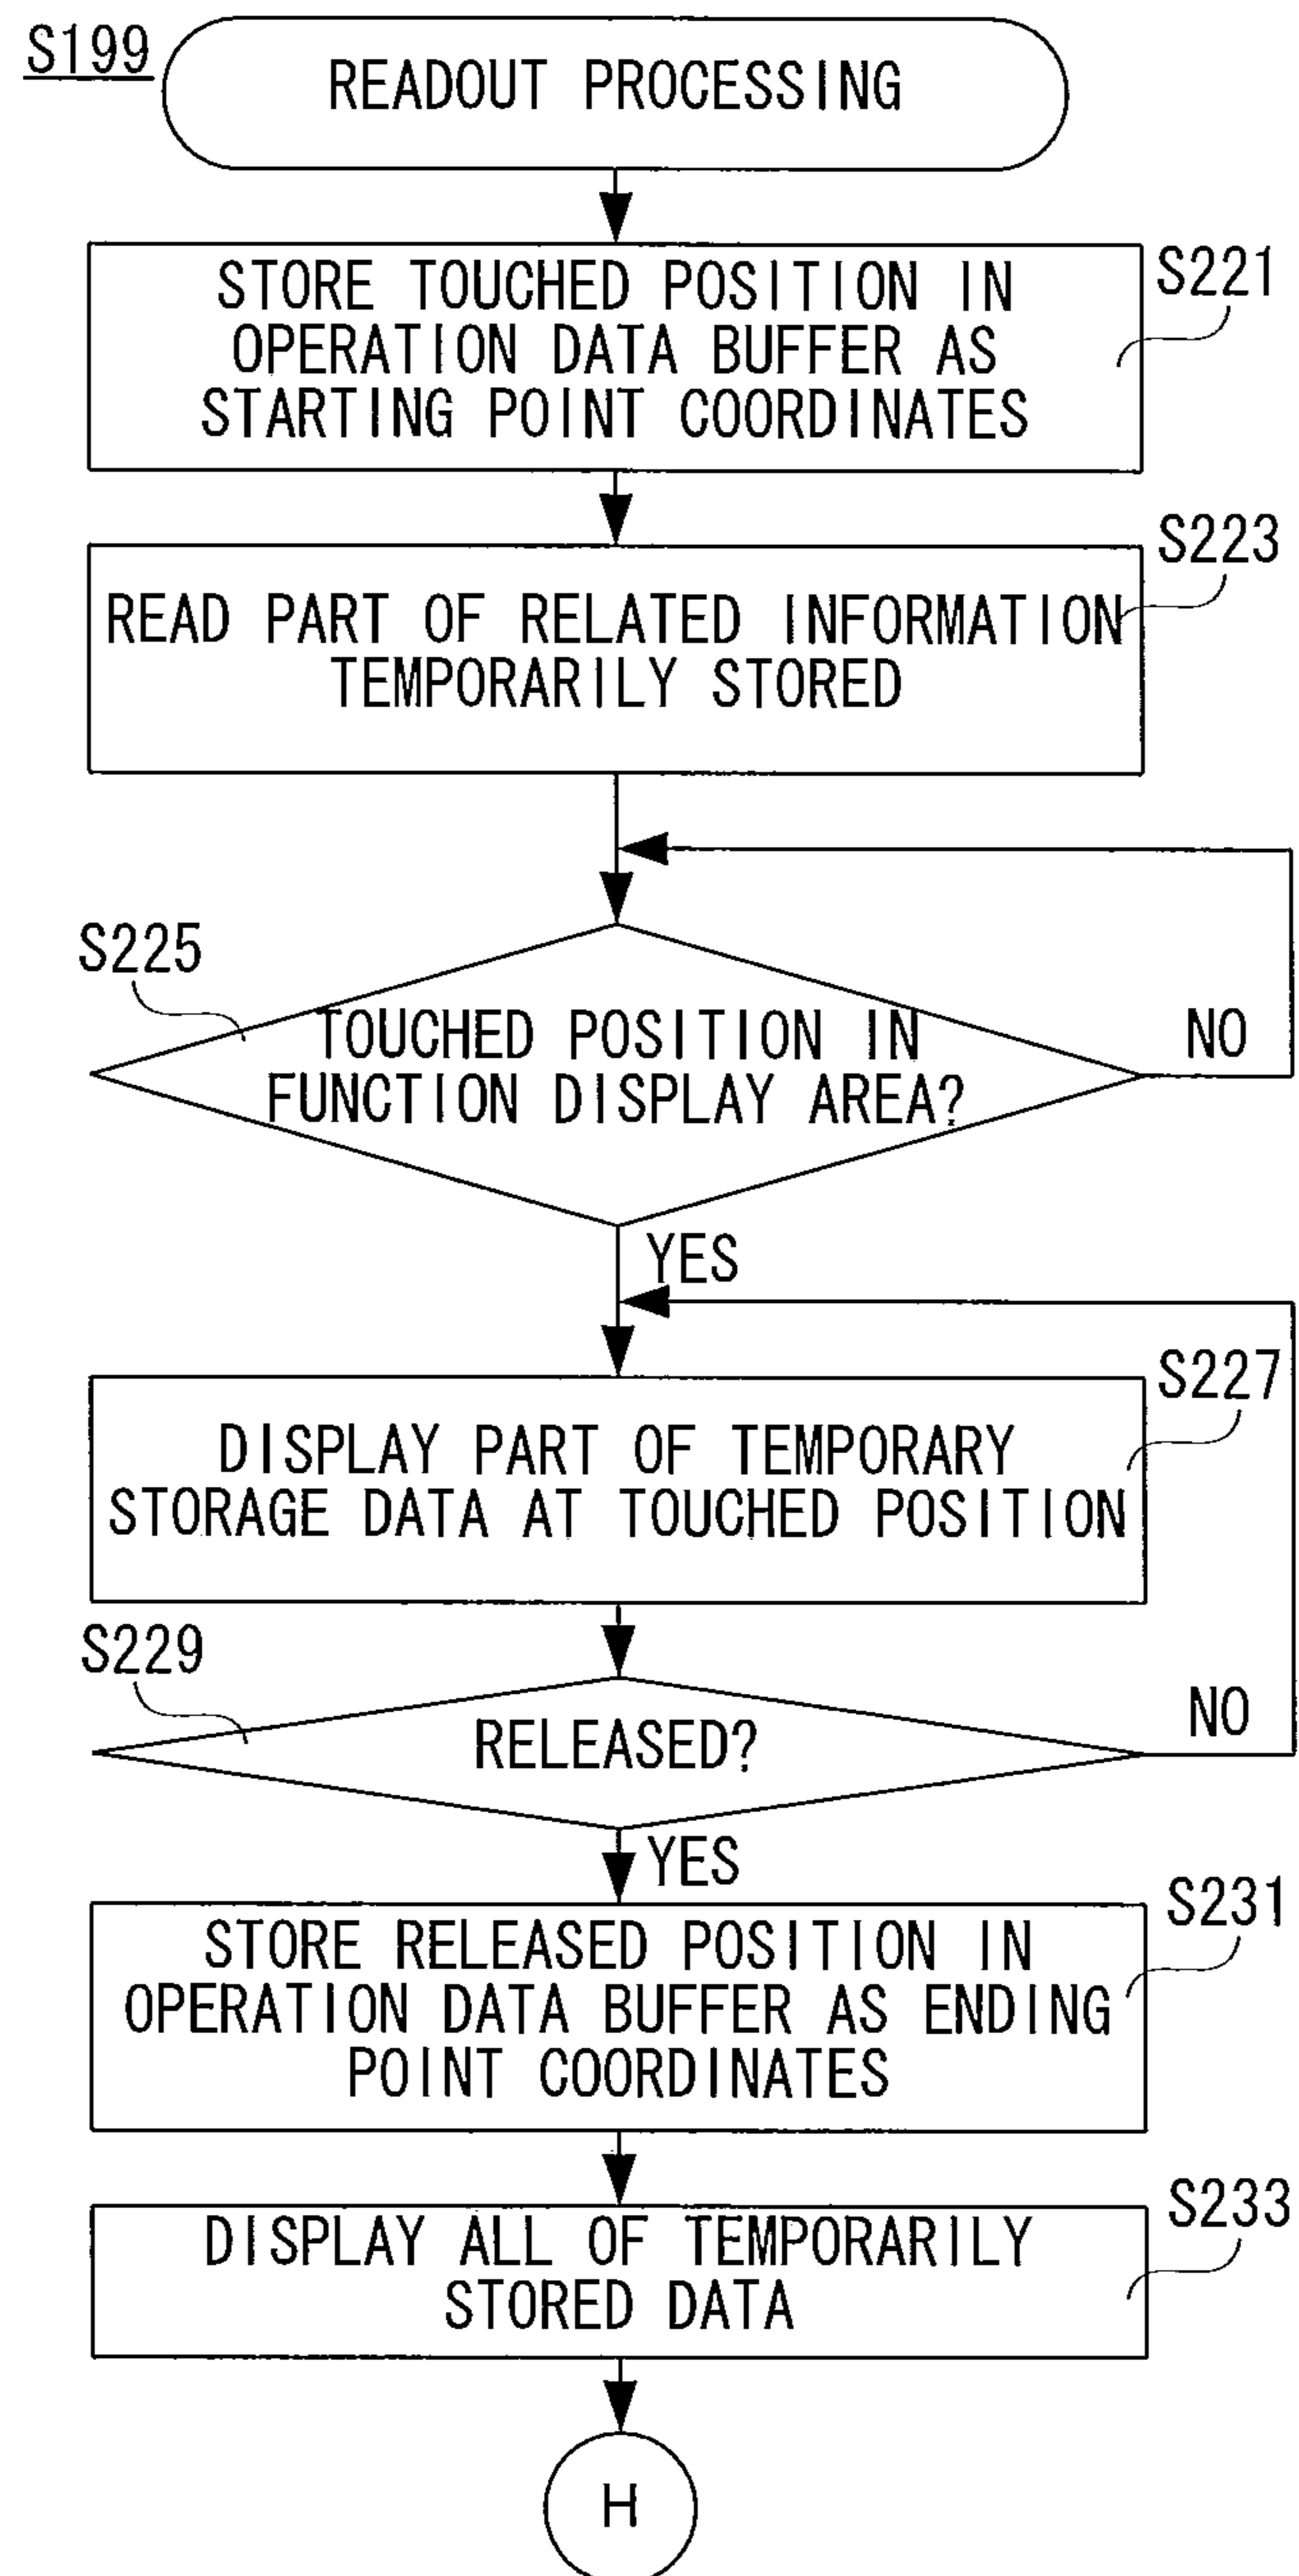 S199
READOUT PROCESSING
STORE TOUCHED POSITION IN
OPERATION DATA BUFFER AS
STARTING POINT COORDINATES
S221
READ PART OF RELATED INFORMATION
TEMPORARILY STORED
S223
S225
TOUCHED POSITION IN
FUNCTION DISPLAY AREA?
NO
YES
DISPLAY PART OF TEMPORARY
STORAGE DATA AT TOUCHED POSITION
S227
S229
RELEASED?
NO
YES
STORE RELEASED POSITION IN
OPERATION DATA BUFFER AS ENDING
POINT COORDINATES
S231
DISPLAY ALL OF TEMPORARILY
STORED DATA
S233
H